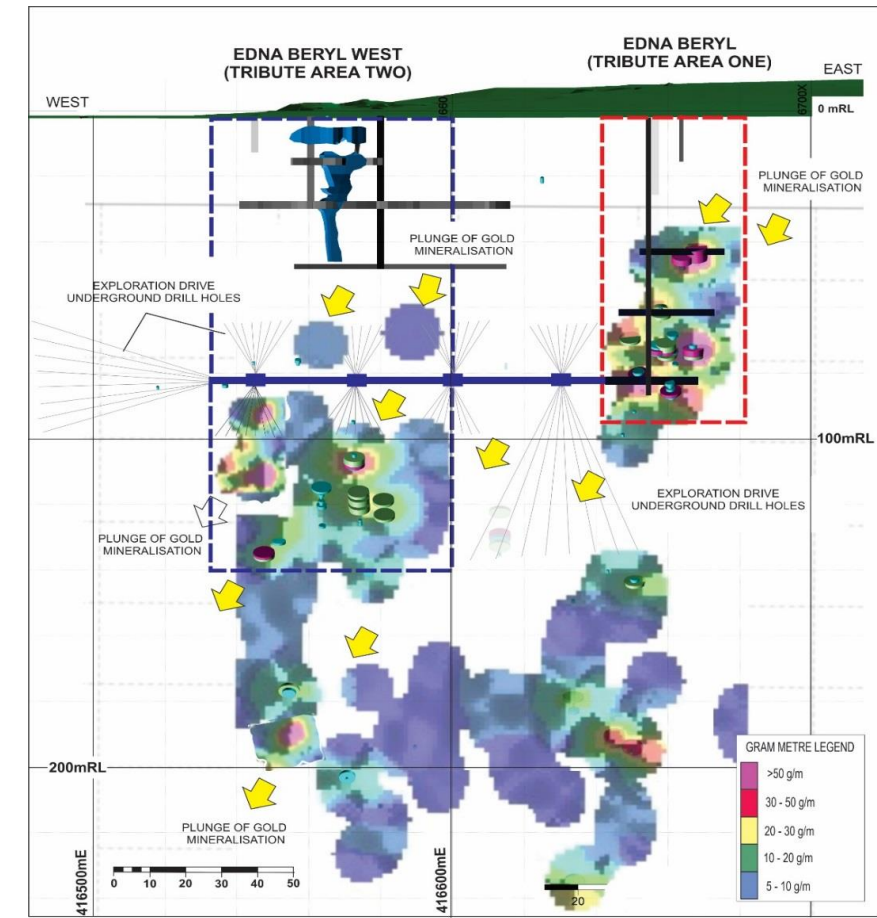 EDNA BERYL WEST
(TRIBUTE AREA TWO)
EDNA BERYL
(TRIBUTE AREA ONE)
WEST
EAST
660
6700X
0 mRL
PLUNGE OF GOLD
MINERALISATION
PLUNGE OF GOLD
MINERALISATION
EXPLORATION DRIVE
UNDERGROUND DRILL HOLES
100mRL
EXPLORATION DRIVE
UNDERGROUND DRILL HOLES
PLUNGE OF GOLD
MINERALISATION
200mRL
PLUNGE OF GOLD
MINERALISATION
GRAM METRE LEGEND
>50 g/m
30 - 50 g/m
20 - 30 g/m
10 - 20 g/m
5 - 10 g/m
416500mE
416600mE
0 10 20 30 40 50
20